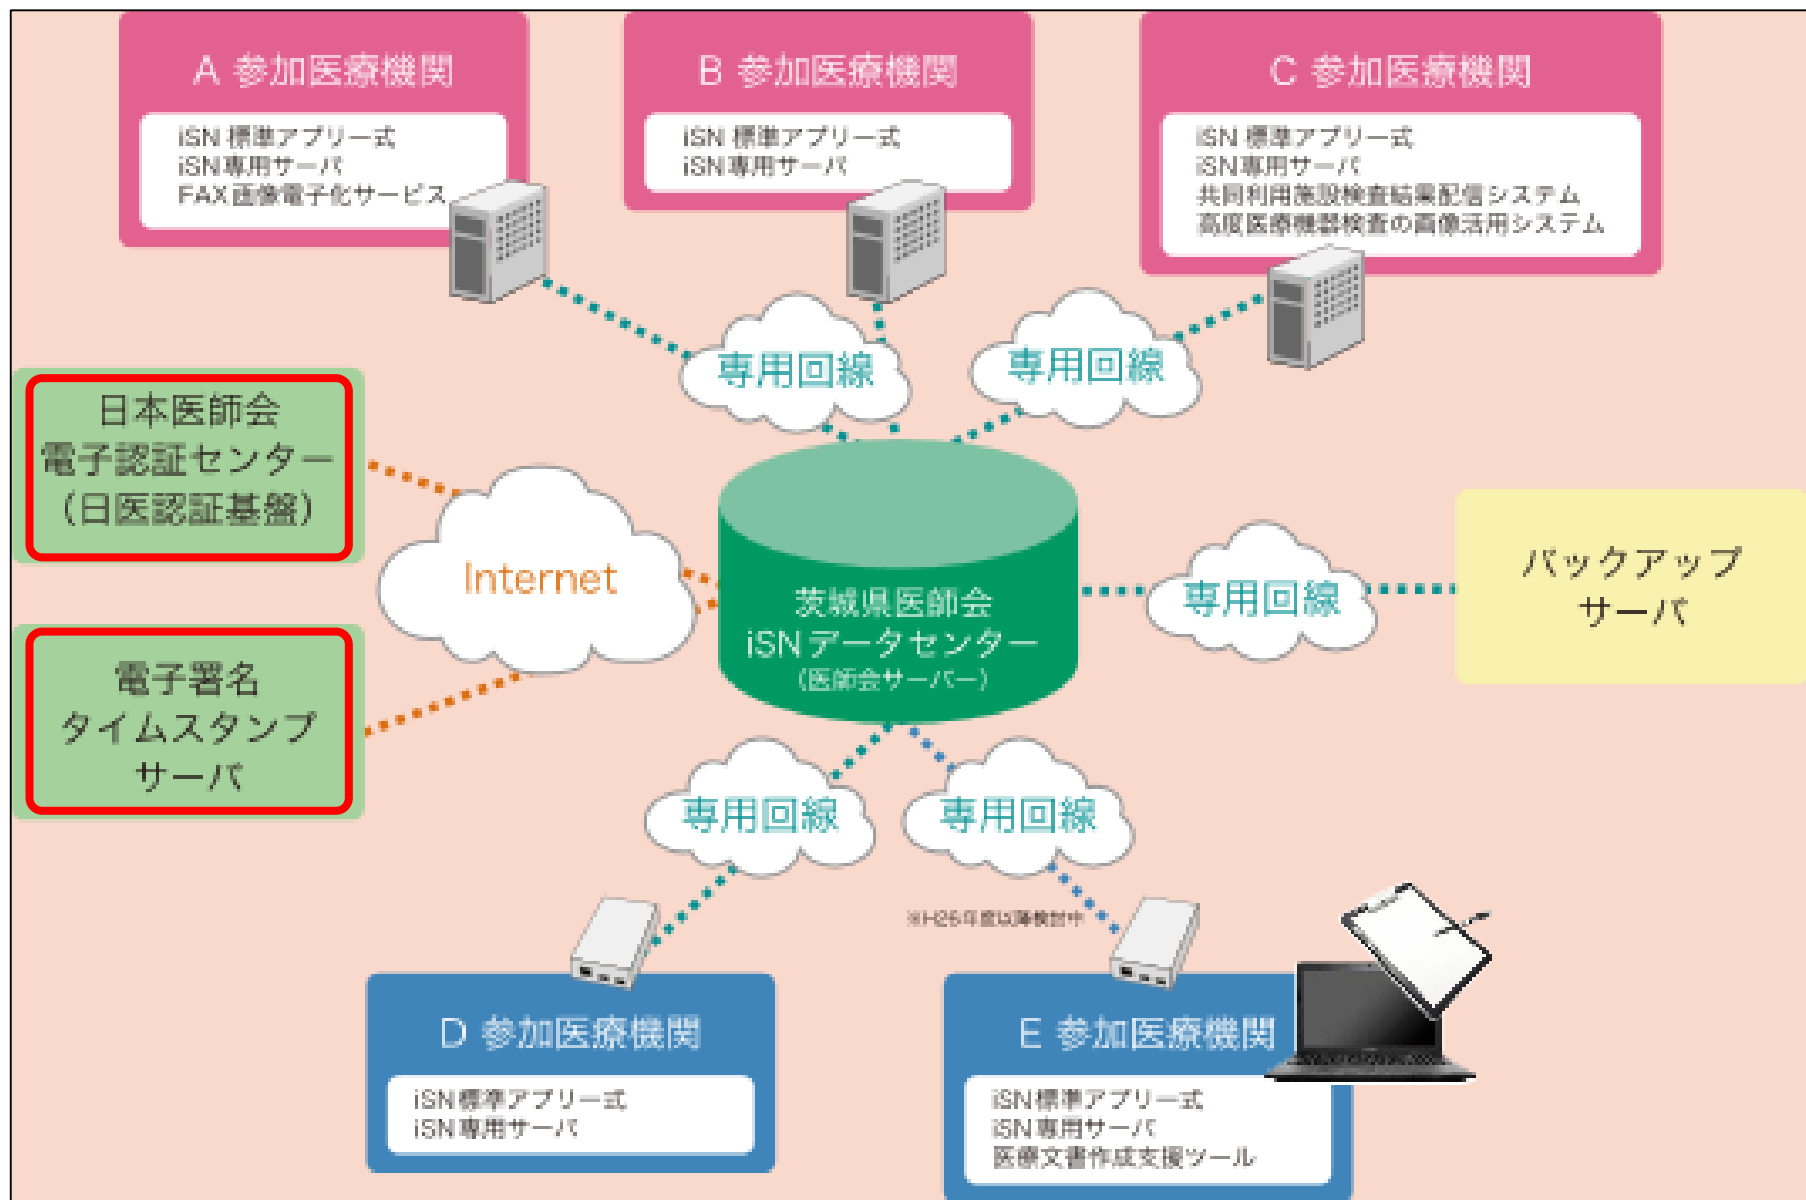 A 参加医療機関
iSN 標準アプリ一式
iSN専用サーバ
FAX画像電子化サービス
B 参加医療機関
iSN 標準アプリ一式
iSN専用サーバ
C 参加医療機関
iSN 標準アプリ一式
iSN専用サーバ
共同利用施設検査結果配信システム
高度医療機器検査の画像活用システム
専用回線
専用回線
日本医師会
電子認証センター
（日医認証基盤）
Internet
茨城県医師会
iSNデータセンター
（医師会サーバー）
専用回線
バックアップ
サーバ
電子署名
タイムスタンプ
サーバ
専用回線
専用回線
※H26年度以降検討中
D 参加医療機関
iSN標準アプリ一式
iSN専用サーバ
E 参加医療機関
iSN標準アプリ一式
iSN専用サーバ
医療文書作成支援ツール